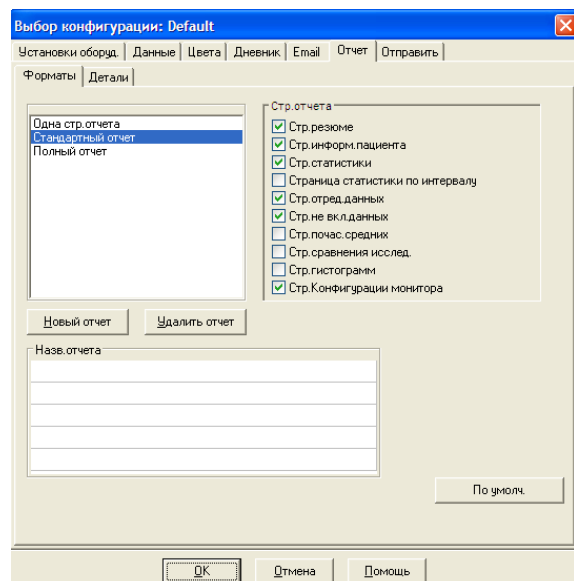 Выбор конфигурации: Default
Установки оборуд. Данные Цвета Дневник Email Отчет Отправить
Форматы Детали
Одна стр.отчета
Стандартный отчет
Полный отчет
Стр.отчета
Стр.резюме
Стр.информ.пациента
Стр.статистики
Страница статистики по интервалу
Стр.отред.данных
Стр.не вкл.данных
Стр.почас.средних
Стр.сравнения исслед.
Стр.гистограмм
Стр.Конфигурации монитора
Новый отчет Удалить отчет
Назв.отчета
По умолч.
OK Отмена Помощь